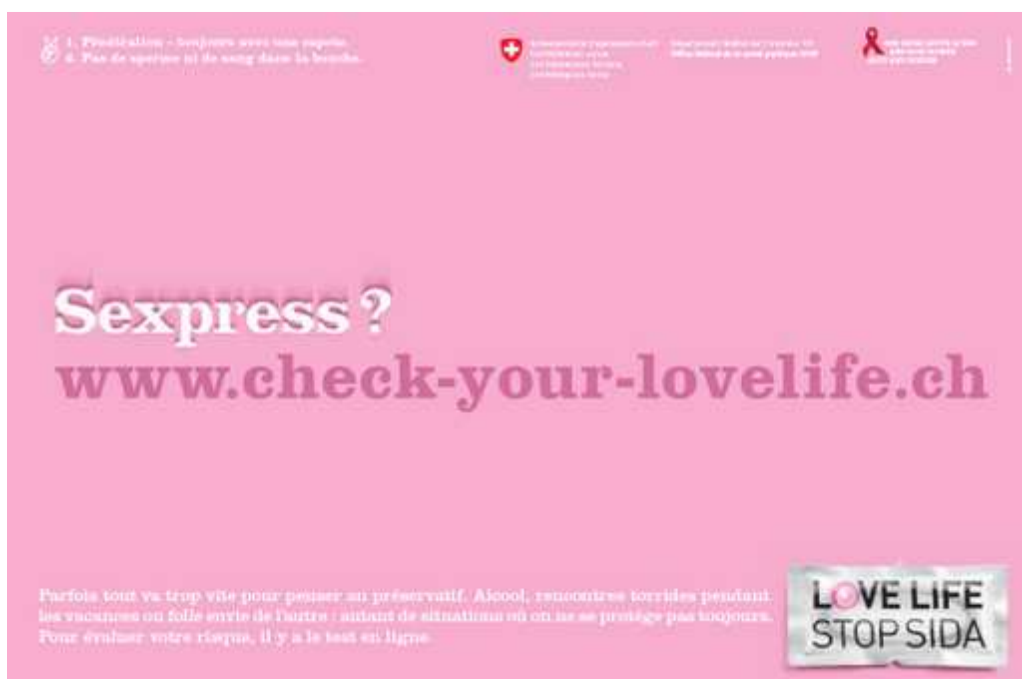 1. Pénétration - toujours avec une capote.
2. Pas de sperme ni de sang dans la bouche.
Sexpress ?
www.check-your-lovelife.ch
Parfois tout va trop vite pour penser au préservatif. Alcool, rencontres torrides pendant
les vacances ou folle envie de l'autre : autant de situations où on ne se protège pas toujours.
Pour évaluer votre risque, il y a le test en ligne.
LOVE LIFE
STOP SIDA